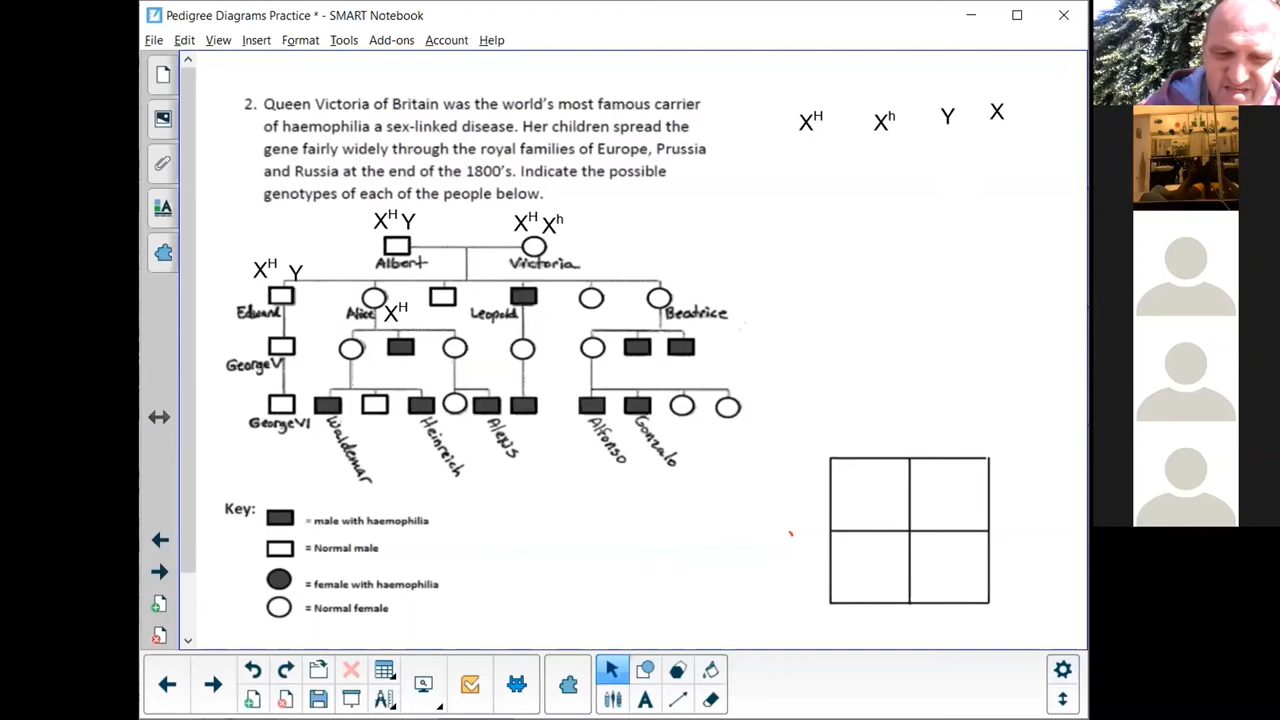 Pedigree Diagrams Practice * - SMART Notebook
File Edit View Insert Format Tools Add-ons Account Help
2. Queen Victoria of Britain was the world's most famous carrier
of haemophilia a sex-linked disease. Her children spread the
gene fairly widely through the royal families of Europe, Prussia
and Russia at the end of the 1800's. Indicate the possible
genotypes of each of the people below.
X^H X^h Y X
X^H Y X^H X^h
Albert Victoria
X^H Y
Edward Alice X^H Leopold Beatrice
George V
George VI Waldemar Heinrich Alexis Alfonso Gonzalo
Key:
= male with haemophilia
= Normal male
= female with haemophilia
= Normal female